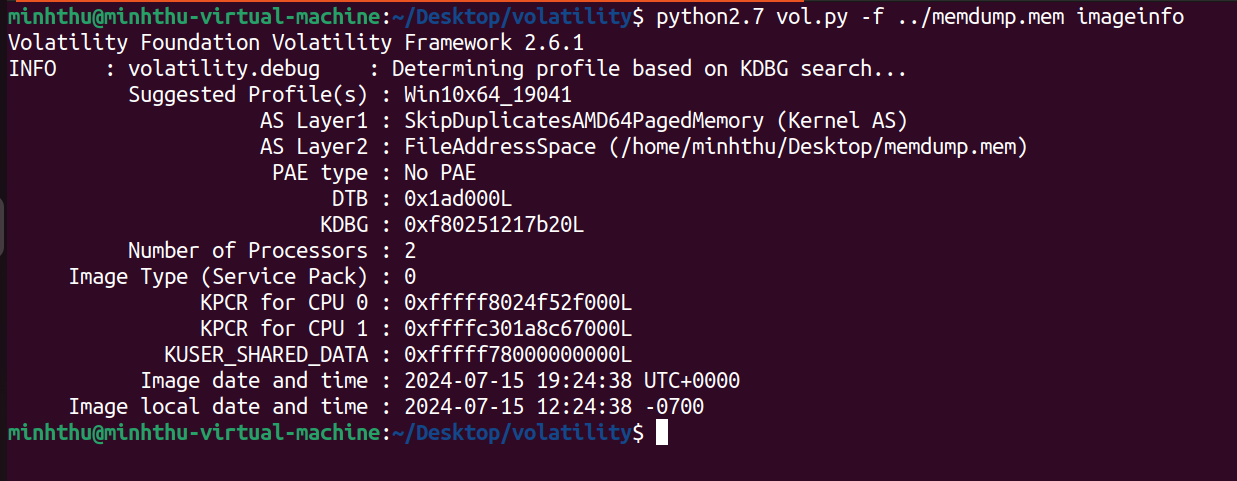 minhthu@minhthu-virtual-machine:~/Desktop/volatility$ python2.7 vol.py -f ../memdump.mem imageinfo
Volatility Foundation Volatility Framework 2.6.1
INFO    : volatility.debug    : Determining profile based on KDBG search...
          Suggested Profile(s) : Win10x64_19041
                     AS Layer1 : SkipDuplicatesAMD64PagedMemory (Kernel AS)
                     AS Layer2 : FileAddressSpace (/home/minhthu/Desktop/memdump.mem)
                      PAE type : No PAE
                           DTB : 0x1ad000L
                          KDBG : 0xf80251217b20L
          Number of Processors : 2
     Image Type (Service Pack) : 0
                KPCR for CPU 0 : 0xfffff8024f52f000L
                KPCR for CPU 1 : 0xffffc301a8c67000L
             KUSER_SHARED_DATA : 0xfffff78000000000L
           Image date and time : 2024-07-15 19:24:38 UTC+0000
     Image local date and time : 2024-07-15 12:24:38 -0700
minhthu@minhthu-virtual-machine:~/Desktop/volatility$